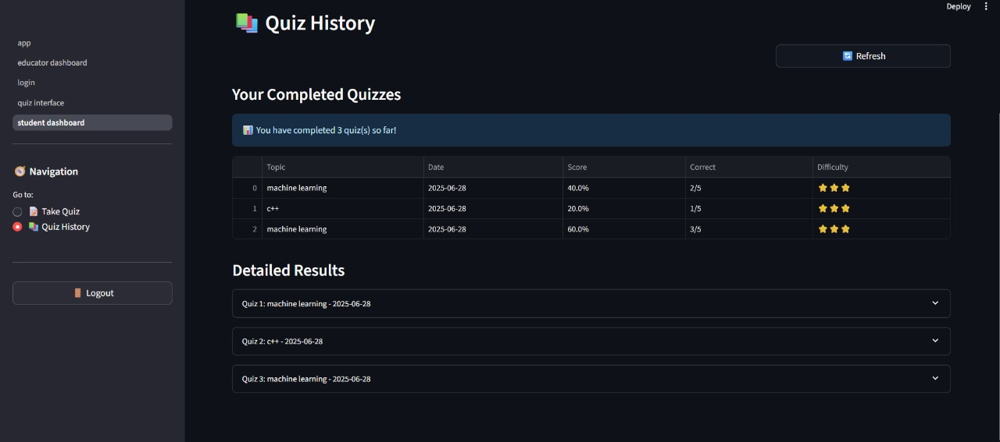 Deploy
app
educator dashboard
login
quiz interface
student dashboard
Navigation
Go to:
Take Quiz
Quiz History
Logout
Quiz History
Refresh
Your Completed Quizzes
You have completed 3 quiz(s) so far!
Topic Date Score Correct Difficulty
0 machine learning 2025-06-28 40.0% 2/5
1 c++ 2025-06-28 20.0% 1/5
2 machine learning 2025-06-28 60.0% 3/5
Detailed Results
Quiz 1: machine learning - 2025-06-28
Quiz 2: c++ - 2025-06-28
Quiz 3: machine learning - 2025-06-28